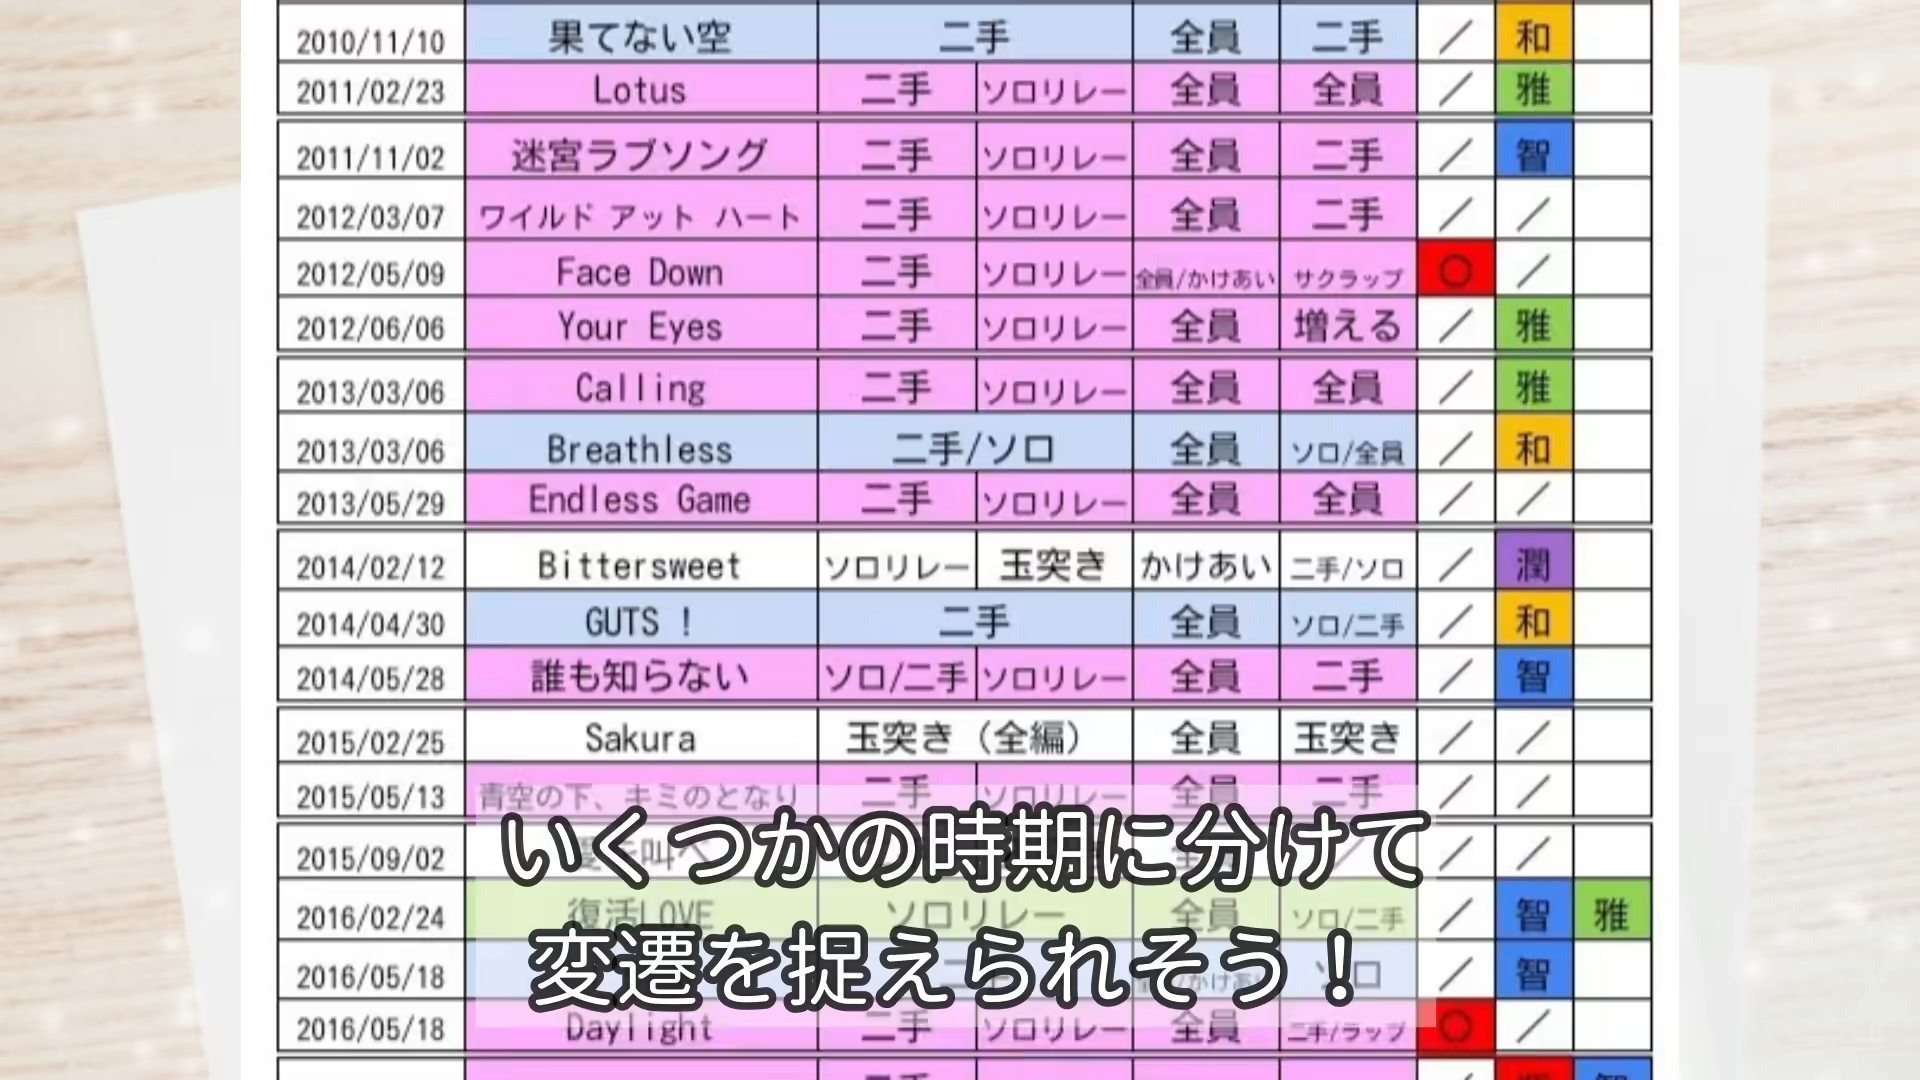 2010/11/10 果てない空 二手 全員 二手 ／ 和
2011/02/23 Lotus 二手 ソロリレー 全員 全員 ／ 雅
2011/11/02 迷宮ラブソング 二手 ソロリレー 全員 二手 ／ 智
2012/03/07 ワイルド アット ハート 二手 ソロリレー 全員 二手 ／ ／
2012/05/09 Face Down 二手 ソロリレー 全員/かけあい サクラップ ○ ／
2012/06/06 Your Eyes 二手 ソロリレー 全員 増える ／ 雅
2013/03/06 Calling 二手 ソロリレー 全員 全員 ／ 雅
2013/03/06 Breathless 二手/ソロ 全員 ソロ/全員 ／ 和
2013/05/29 Endless Game 二手 ソロリレー 全員 全員 ／ ／
2014/02/12 Bittersweet ソロリレー 玉突き かけあい 二手/ソロ ／ 潤
2014/04/30 GUTS ! 二手 全員 ソロ/二手 ／ 和
2014/05/28 誰も知らない ソロ/二手 ソロリレー 全員 二手 ／ 智
2015/02/25 Sakura 玉突き（全編） 全員 玉突き ／ ／
2015/05/13 青空の下、キミのとなり 二手 ソロリレー 全員 二手 ／ ／
2015/09/02 ／ ／
いくつかの時期に分けて
2016/02/24 復活LOVE ソロリレー 全員 ソロ/二手 ／ 智 雅
2016/05/18 ／ 智
変遷を捉えられそう！
2016/05/18 Daylight 二手 ソロリレー 全員 二手/ラップ ○ ／